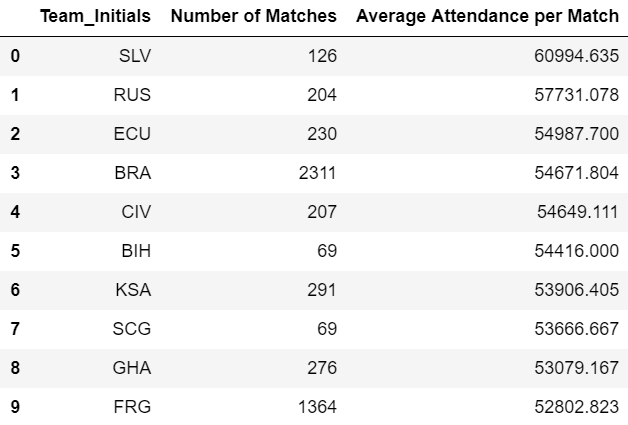 Team_Initials Number of Matches Average Attendance per Match
0 SLV 126 60994.635
1 RUS 204 57731.078
2 ECU 230 54987.700
3 BRA 2311 54671.804
4 CIV 207 54649.111
5 BIH 69 54416.000
6 KSA 291 53906.405
7 SCG 69 53666.667
8 GHA 276 53079.167
9 FRG 1364 52802.823